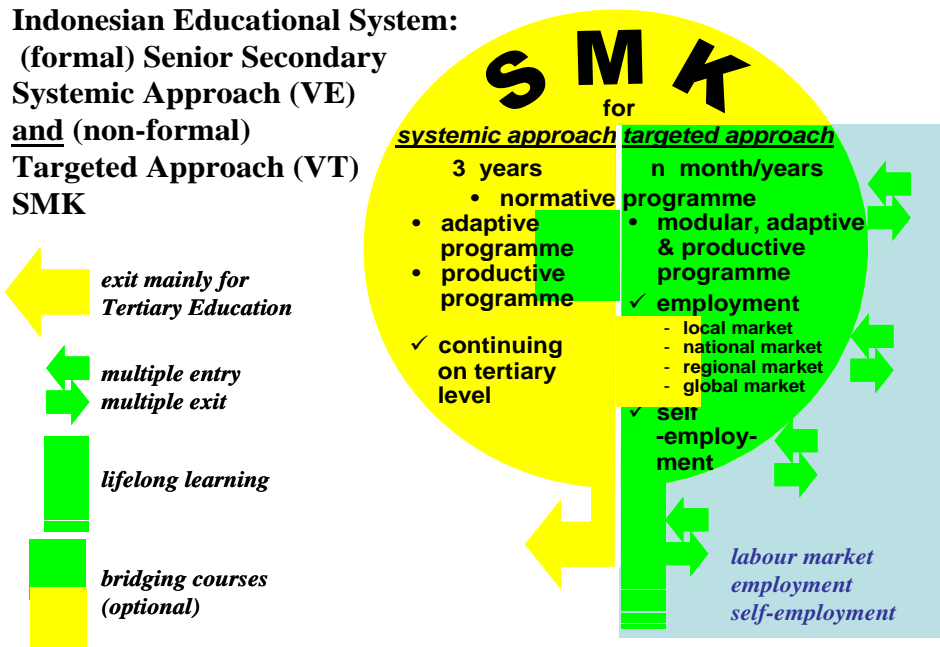 Indonesian Educational System:
(formal) Senior Secondary
Systemic Approach (VE)
and (non-formal)
Targeted Approach (VT)
SMK
exit mainly for
Tertiary Education
multiple entry
multiple exit
lifelong learning
bridging courses
(optional)
SMK
for
systemic approach targeted approach
3 years n month/years
• normative programme
• adaptive
programme
• productive
programme
✓ continuing
on tertiary
level
• modular, adaptive
& productive
programme
✓ employment
- local market
- national market
- regional market
- global market
✓ self
-employ-
ment
labour market
employment
self-employment